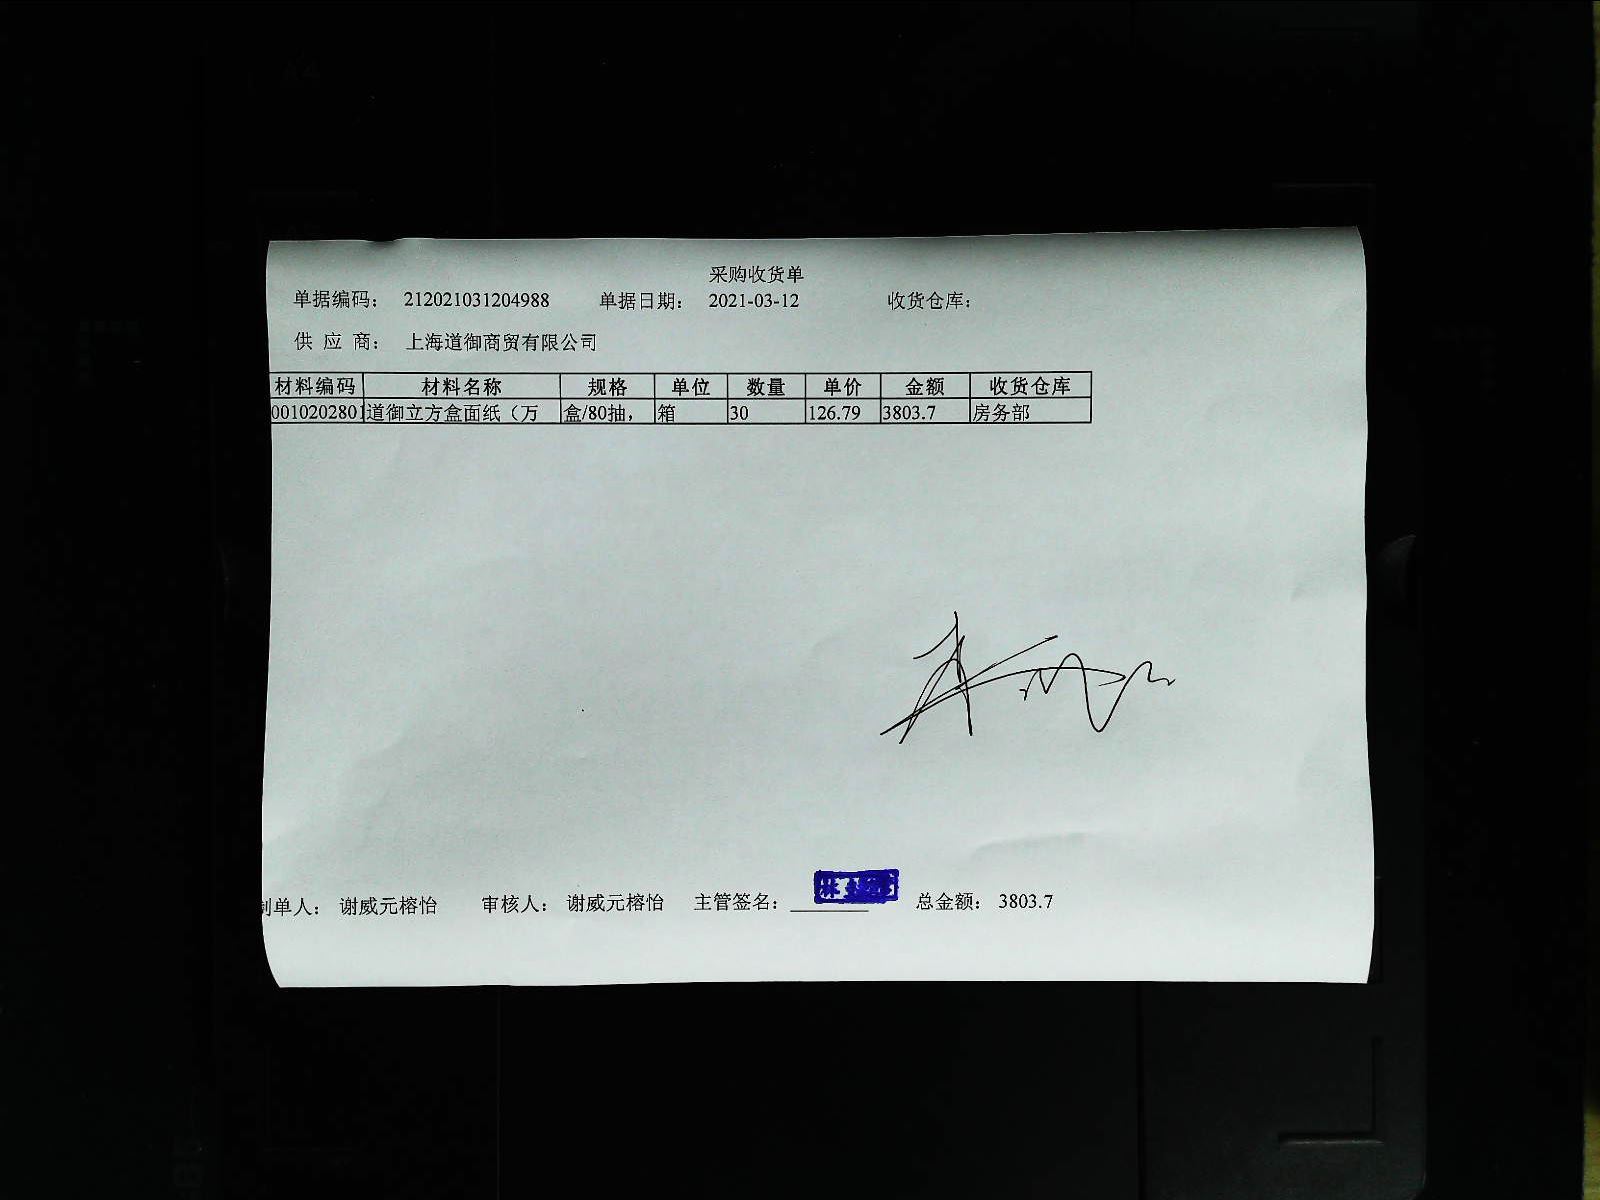 采购收货单
单据编码: 212021031204988 单据日期: 2021-03-12 收货仓库:
供 应 商: 上海道御商贸有限公司
材料编码 材料名称 规格 单位 数量 单价 金额 收货仓库
0010202801 道御立方盒面纸（万 盒/80抽， 箱 30 126.79 3803.7 房务部
制单人: 谢威元榕怡 审核人: 谢威元榕怡 主管签名: 总金额: 3803.7